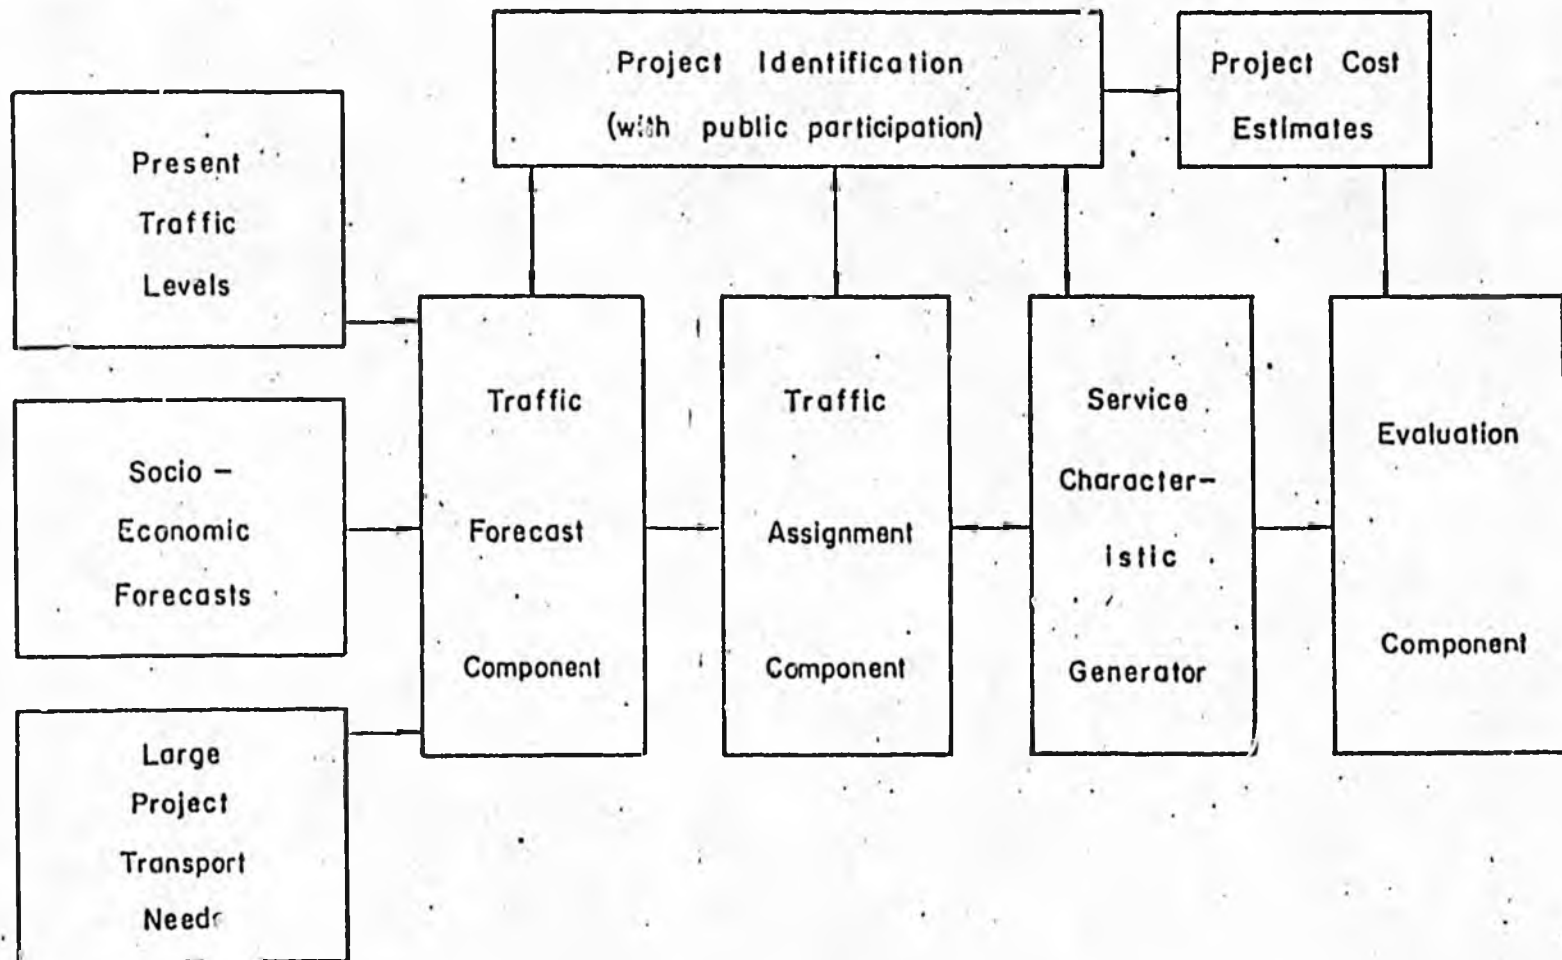 Project Identification
(with public participation)
Project Cost
Estimates
Present
Traffic
Levels
Socio –
Economic
Forecasts
Large
Project
Transport
Needs
Traffic
Forecast
Component
Traffic
Assignment
Component
Service
Character–
istic
Generator
Evaluation
Component